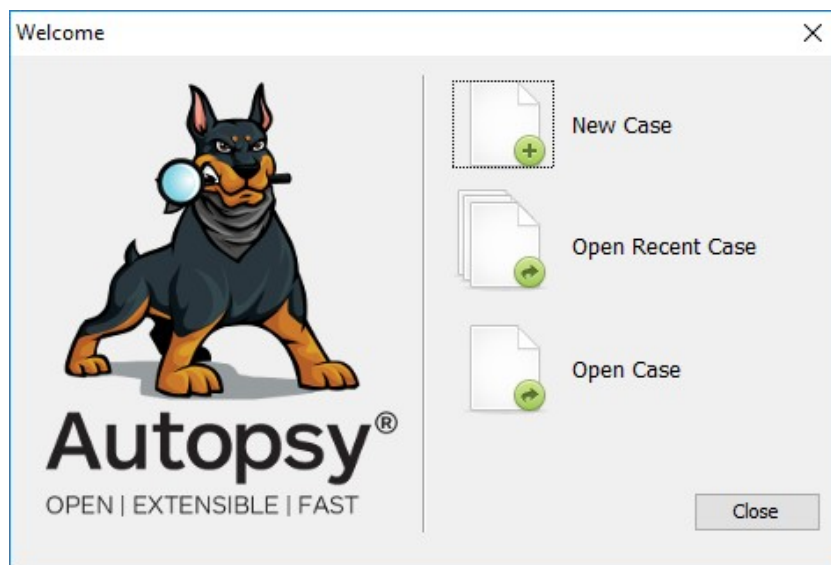 Welcome
New Case
Open Recent Case
Open Case
Autopsy®
OPEN | EXTENSIBLE | FAST
Close